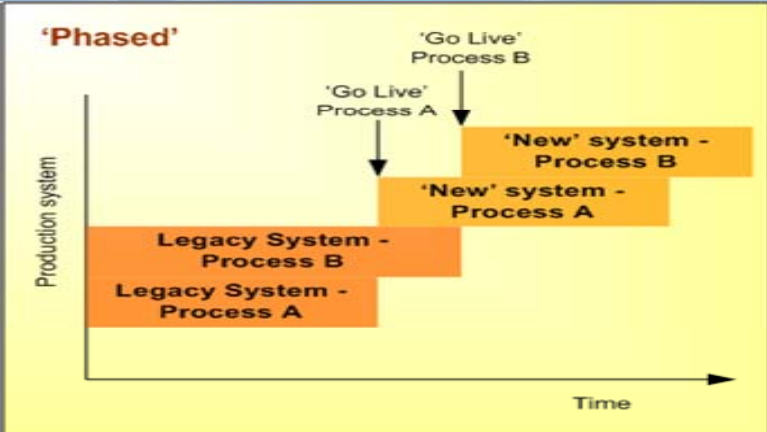 ‘Phased’
‘Go Live’
Process B
‘Go Live’
Process A
‘New’ system -
Process B
‘New’ system -
Process A
Legacy System -
Process B
Legacy System -
Process A
Production system
Time